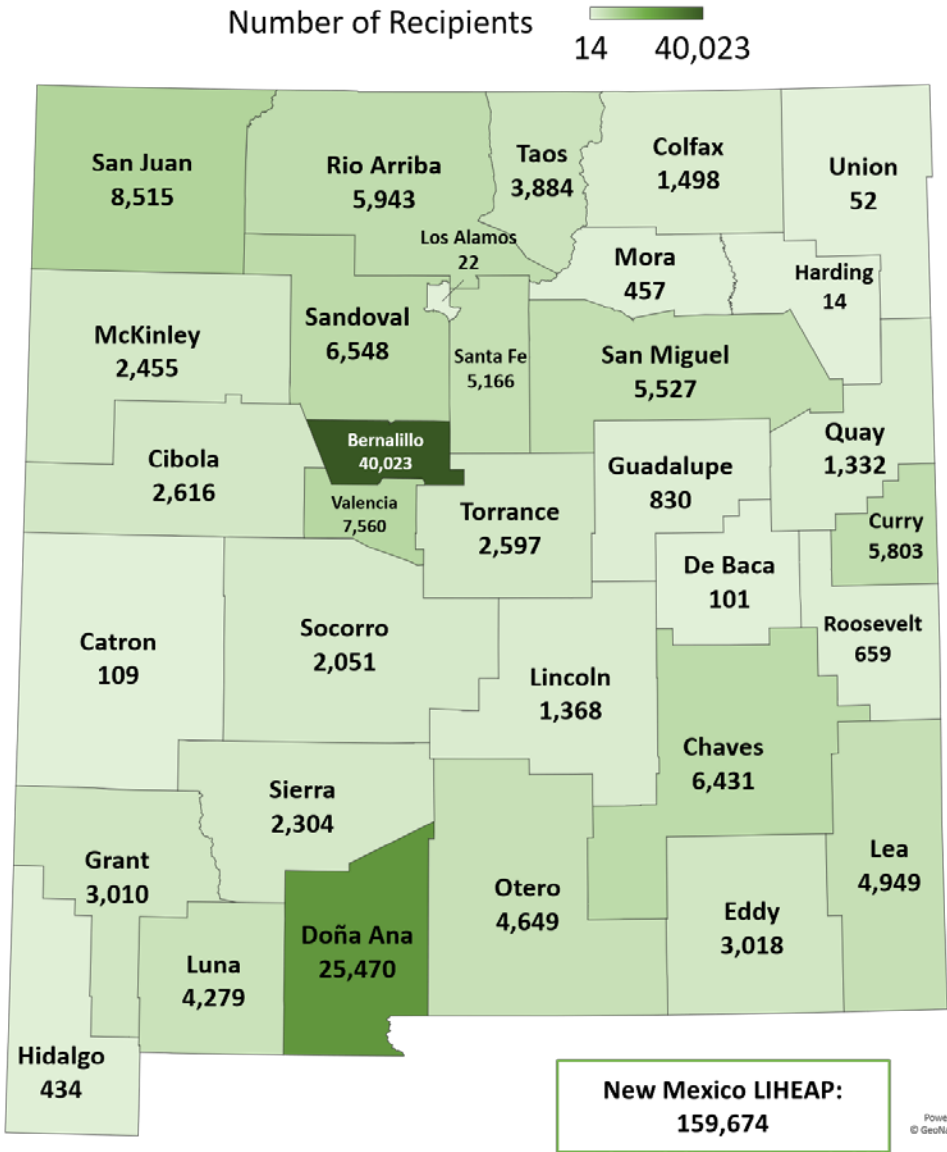 Number of Recipients
14 40,023
San Juan
8,515
Rio Arriba
5,943
Taos
3,884
Colfax
1,498
Union
52
Los Alamos
22
Mora
457
Harding
14
McKinley
2,455
Sandoval
6,548
Santa Fe
5,166
San Miguel
5,527
Bernalillo
40,023
Cibola
2,616
Valencia
7,560
Torrance
2,597
Guadalupe
830
Quay
1,332
Curry
5,803
De Baca
101
Catron
109
Socorro
2,051
Lincoln
1,368
Roosevelt
659
Chaves
6,431
Sierra
2,304
Grant
3,010
Otero
4,649
Lea
4,949
Eddy
3,018
Doña Ana
25,470
Luna
4,279
Hidalgo
434
New Mexico LIHEAP:
159,674
Powe
© GeoNa